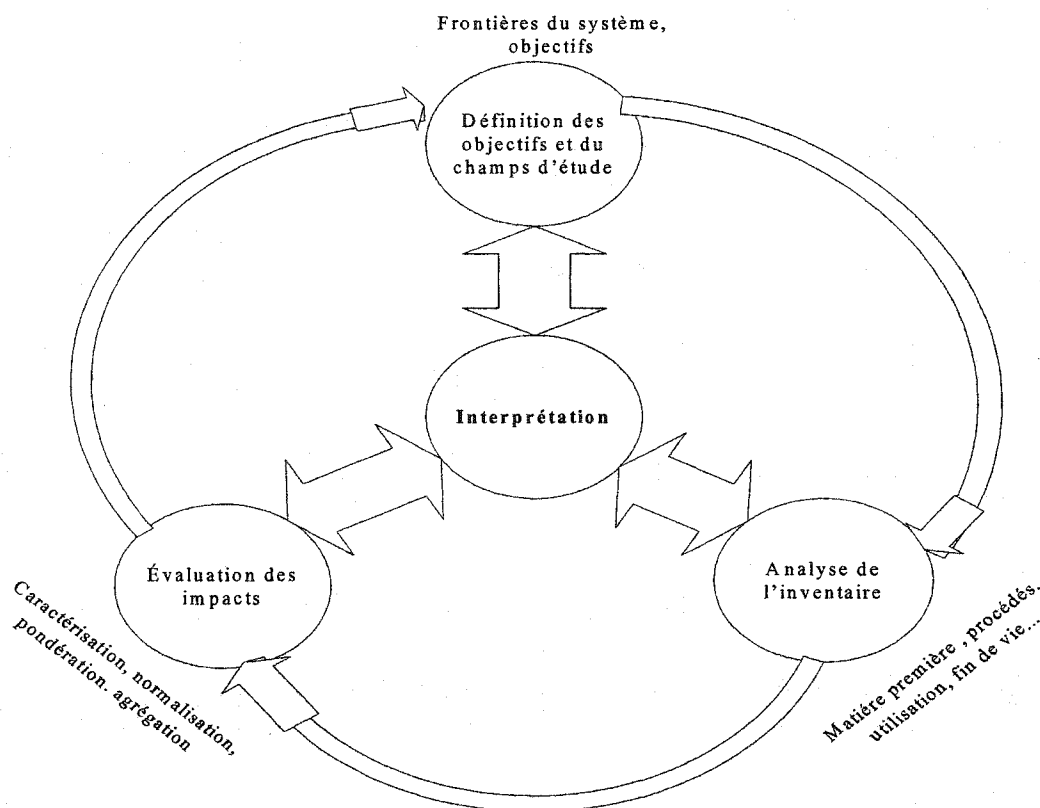 Frontières du système,
objectifs
Définition des
objectifs et du
champs d'étude
Interprétation
Évaluation des
impacts
Analyse de
l'inventaire
Caractérisation, normalisation,
pondération. agrégation
Matiére première , procédés.
utilisation, fin de vie...